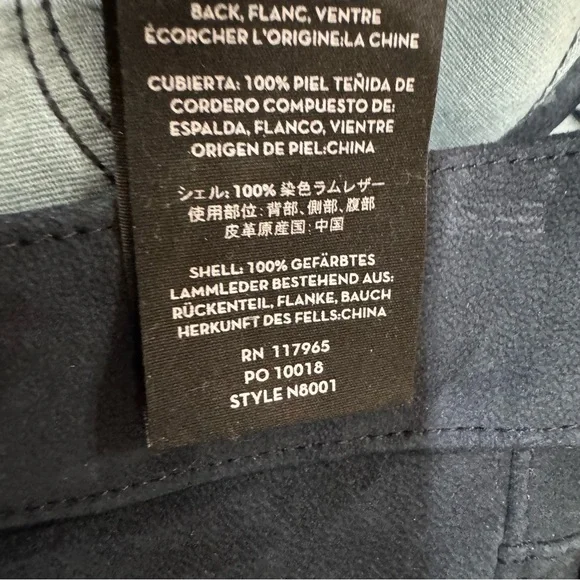 BACK, FLANC, VENTRE
ÉCORCHER L'ORIGINE:LA CHINE
CUBIERTA: 100% PIEL TEÑIDA DE
CORDERO COMPUESTO DE:
ESPALDA, FLANCO, VIENTRE
ORIGEN DE PIEL:CHINA
シェル: 100% 染色ラムレザー
使用部位: 背部、側部、腹部
皮革原産国: 中国
SHELL: 100% GEFÄRBTES
LAMMLEDER BESTEHEND AUS:
RÜCKENTEIL, FLANKE, BAUCH
HERKUNFT DES FELLS:CHINA
RN 117965
PO 10018
STYLE N8001